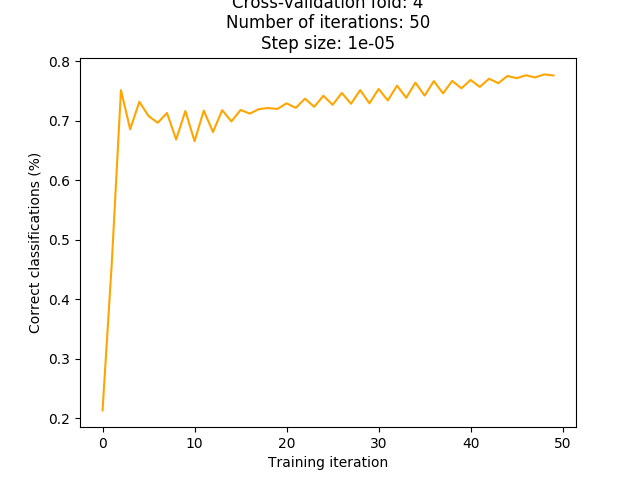 Cross-validation fold: 4
Number of iterations: 50
Step size: 1e-05
0.8
0.7
0.6
0.5
0.4
0.3
0.2
Correct classifications (%)
0 10 20 30 40 50
Training iteration